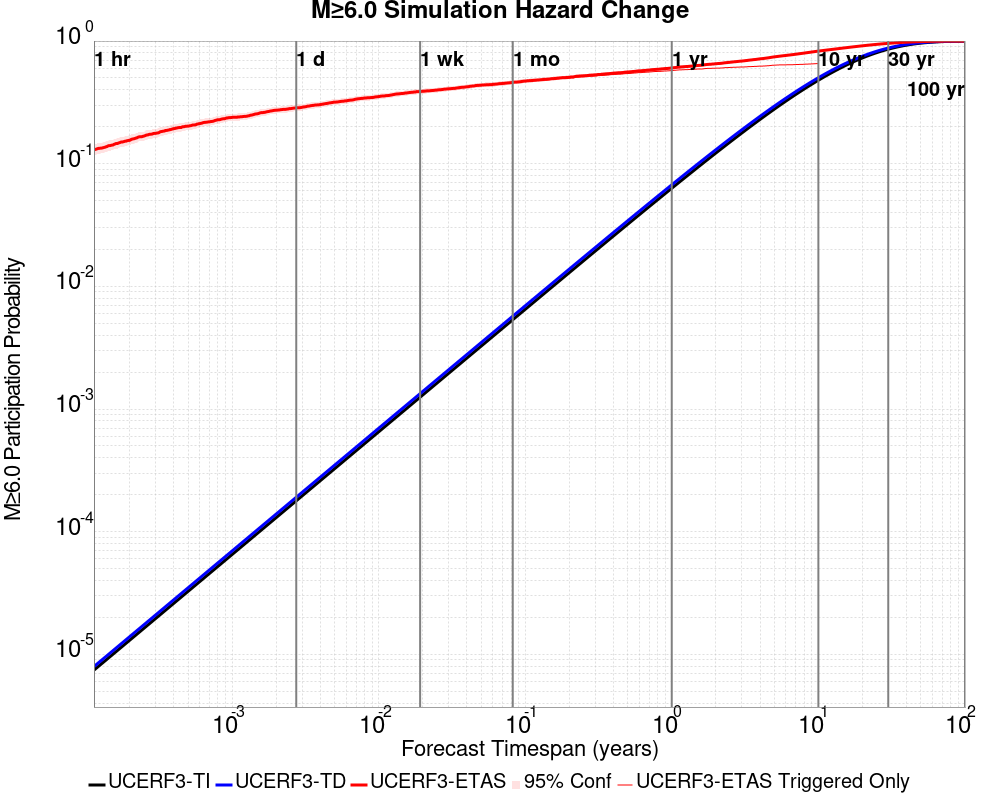 M≥6.0 Simulation Hazard Change
10^0
1 hr
1 d
1 wk
1 mo
1 yr
10 yr
30 yr
100 yr
10^-1
10^-2
10^-3
10^-4
10^-5
M≥6.0 Participation Probability
10^-3
10^-2
10^-1
10^0
10^1
10^2
Forecast Timespan (years)
UCERF3-TI UCERF3-TD UCERF3-ETAS 95% Conf UCERF3-ETAS Triggered Only